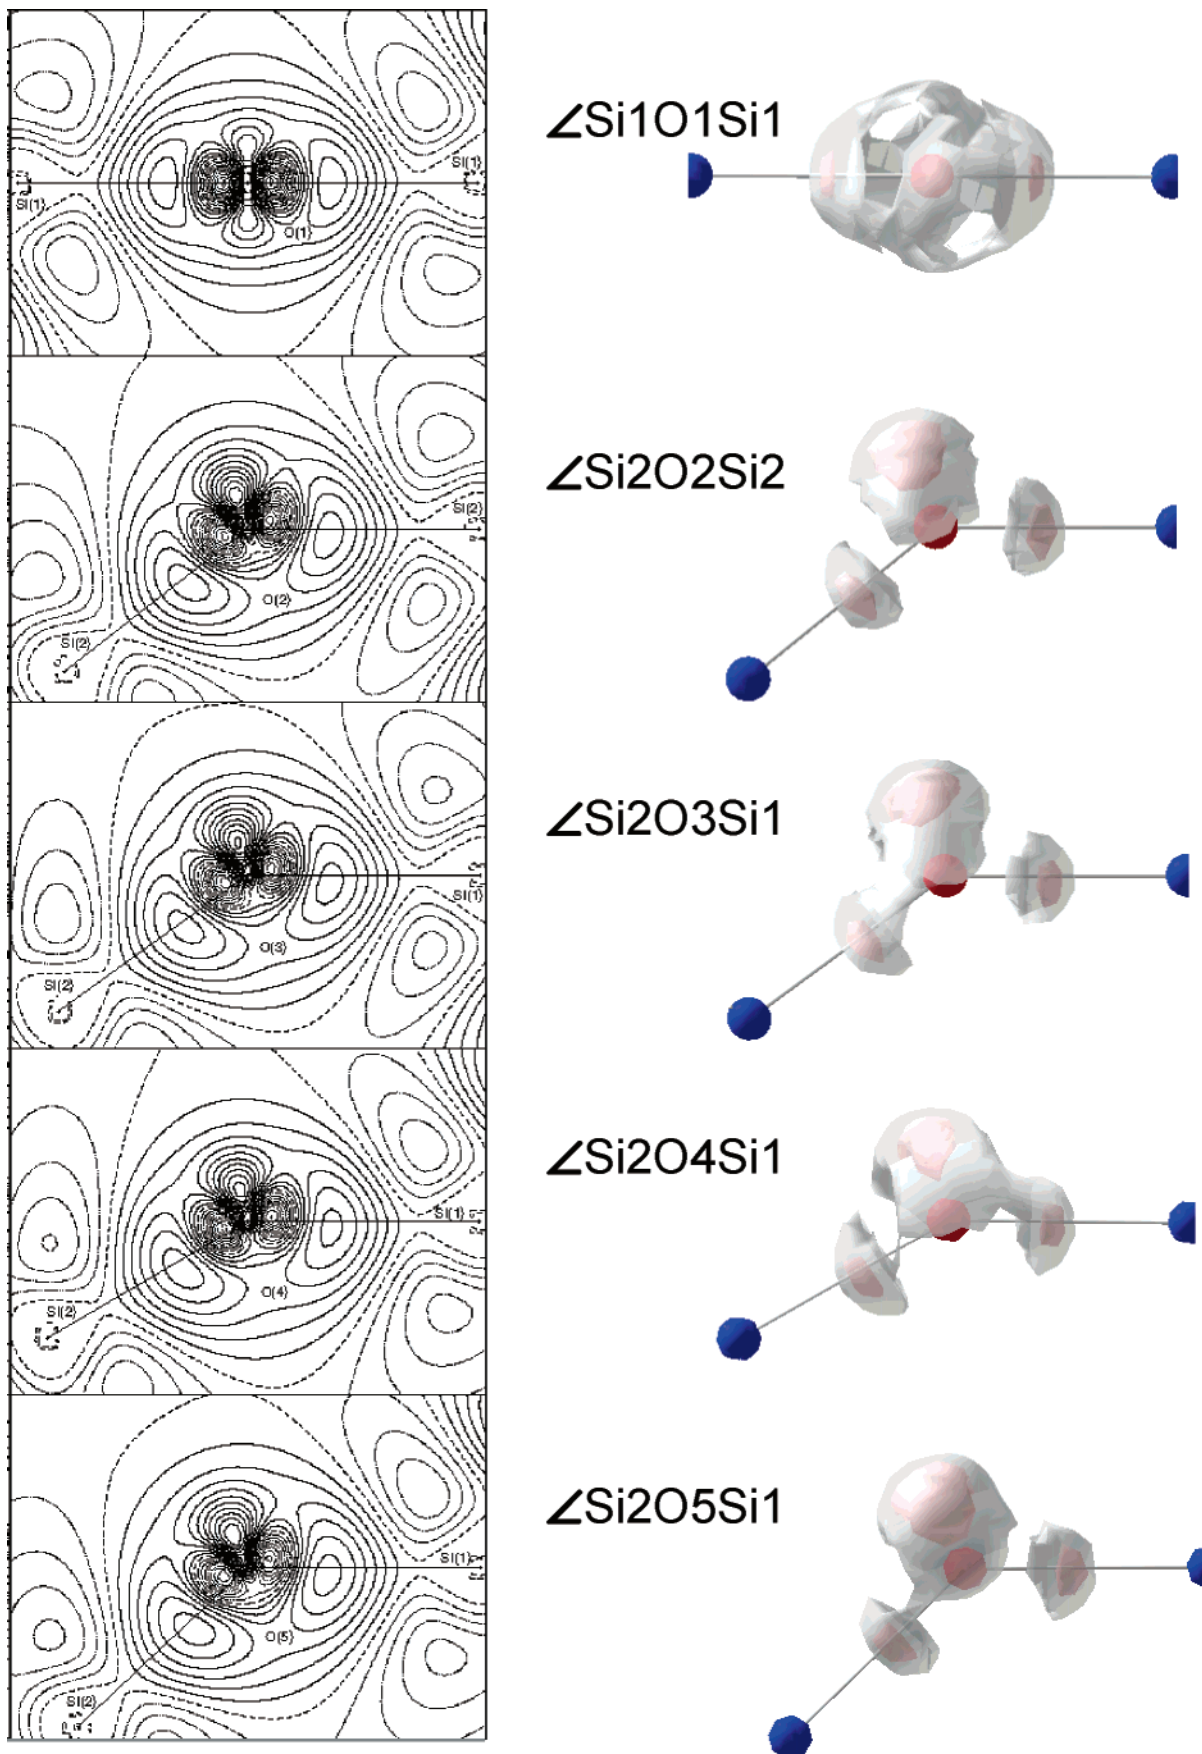 SI(1)
SI(1)
O(1)
∠Si1O1Si1
SI(2)
O(2)
SI(2)
∠Si2O2Si2
SI(1)
O(3)
SI(2)
∠Si2O3Si1
SI(1)
O(4)
SI(2)
∠Si2O4Si1
SI(1)
O(5)
SI(2)
∠Si2O5Si1